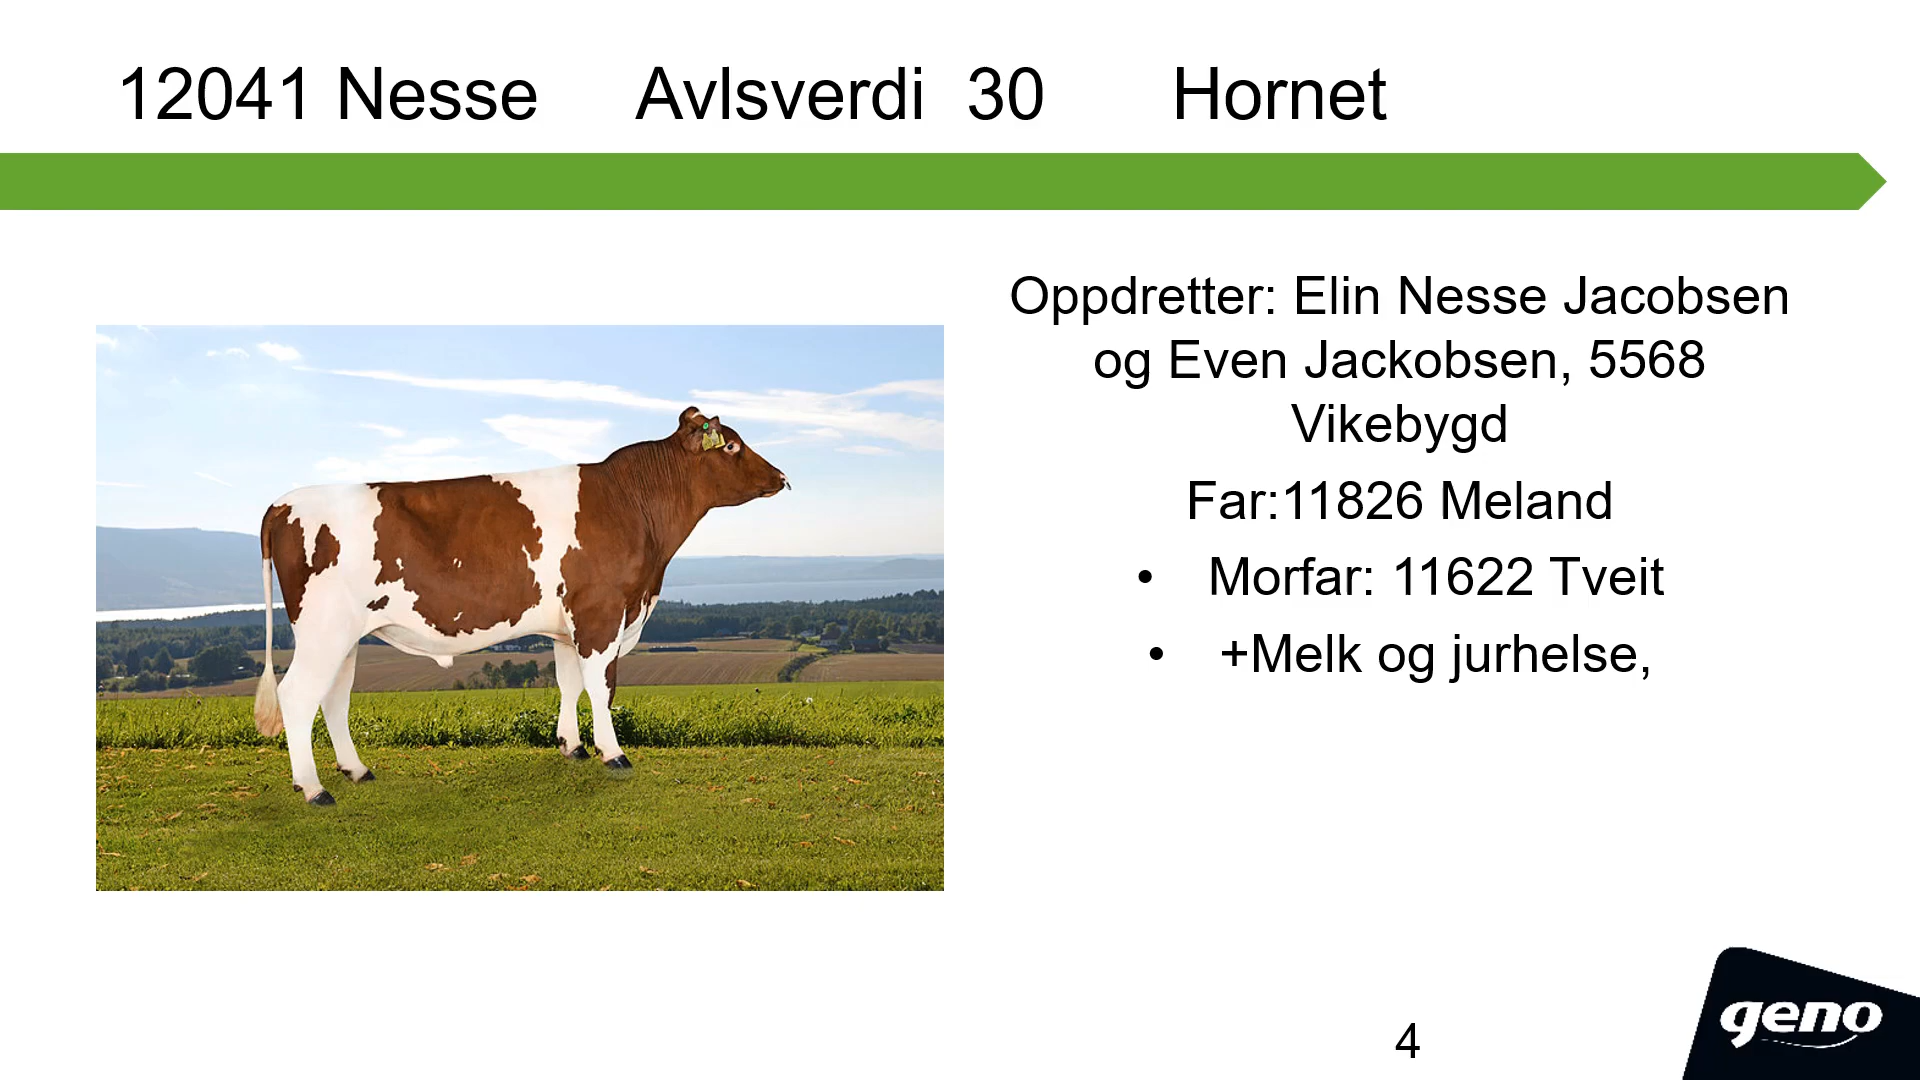 12041 Nesse Avlsverdi 30 Hornet
Oppdretter: Elin Nesse Jacobsen
og Even Jackobsen, 5568
Vikebygd
Far:11826 Meland
• Morfar: 11622 Tveit
• +Melk og jurhelse,
4
geno